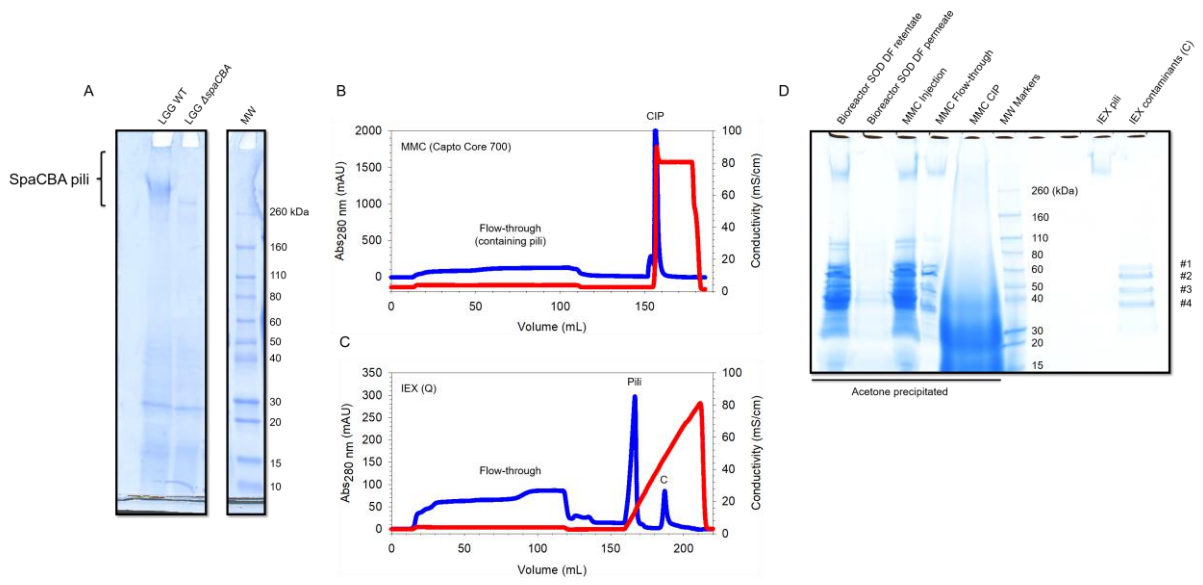 A
LGG WT
LGG ΔspaCBA
MW
SpaCBA pili
260 kDa
160
110
80
60
50
40
30
20
15
10
B
CIP
MMC (Capto Core 700)
Flow-through
(containing pili)
Abs280 nm (mAU)
2000
1500
1000
500
0
Conductivity (mS/cm)
100
80
60
40
20
0
0
50
100
150
Volume (mL)
C
IEX (Q)
Pili
Flow-through
C
Abs280 nm (mAU)
350
300
250
200
150
100
50
0
Conductivity (mS/cm)
100
80
60
40
20
0
0
50
100
150
200
Volume (mL)
D
Bioreactor SOD DF retentate
Bioreactor SOD DF permeate
MMC Injection
MMC Flow-through
MMC CIP
MW Markers
IEX pili
IEX contaminants (C)
260 (kDa)
160
110
80
60
50
40
30
20
15
#1
#2
#3
#4
Acetone precipitated